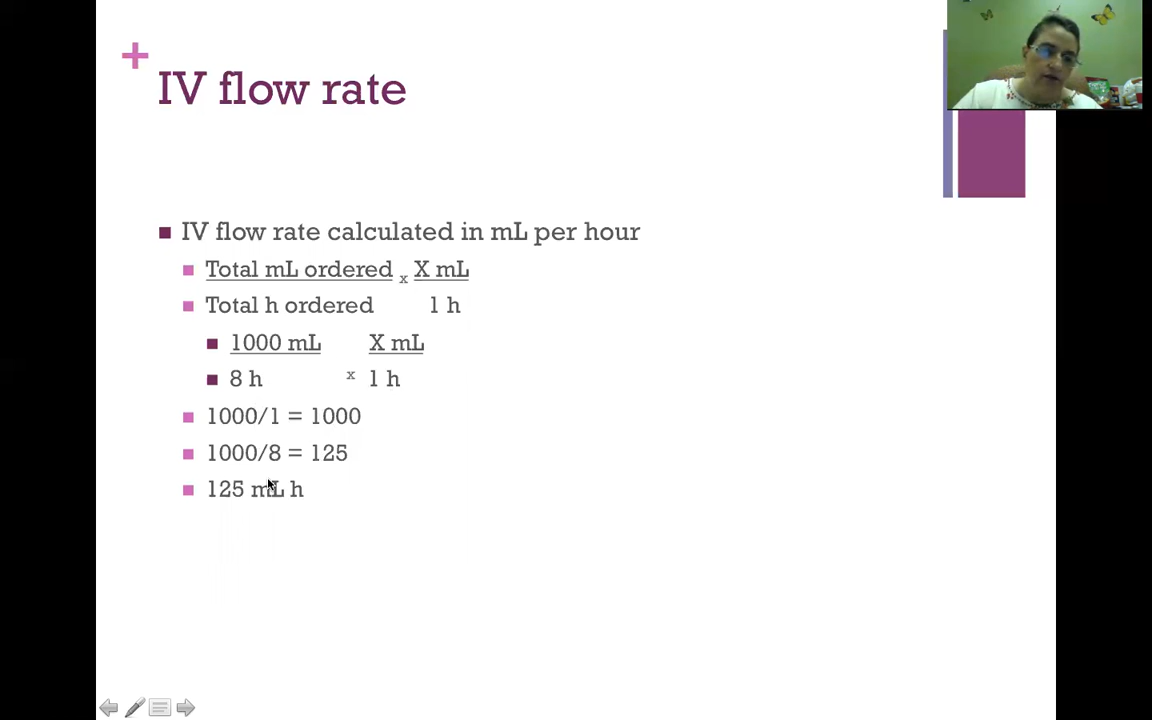 +
IV flow rate
IV flow rate calculated in mL per hour
Total mL ordered x X mL
Total h ordered 1 h
1000 mL X mL
8 h x 1 h
1000/1 = 1000
1000/8 = 125
125 mL h